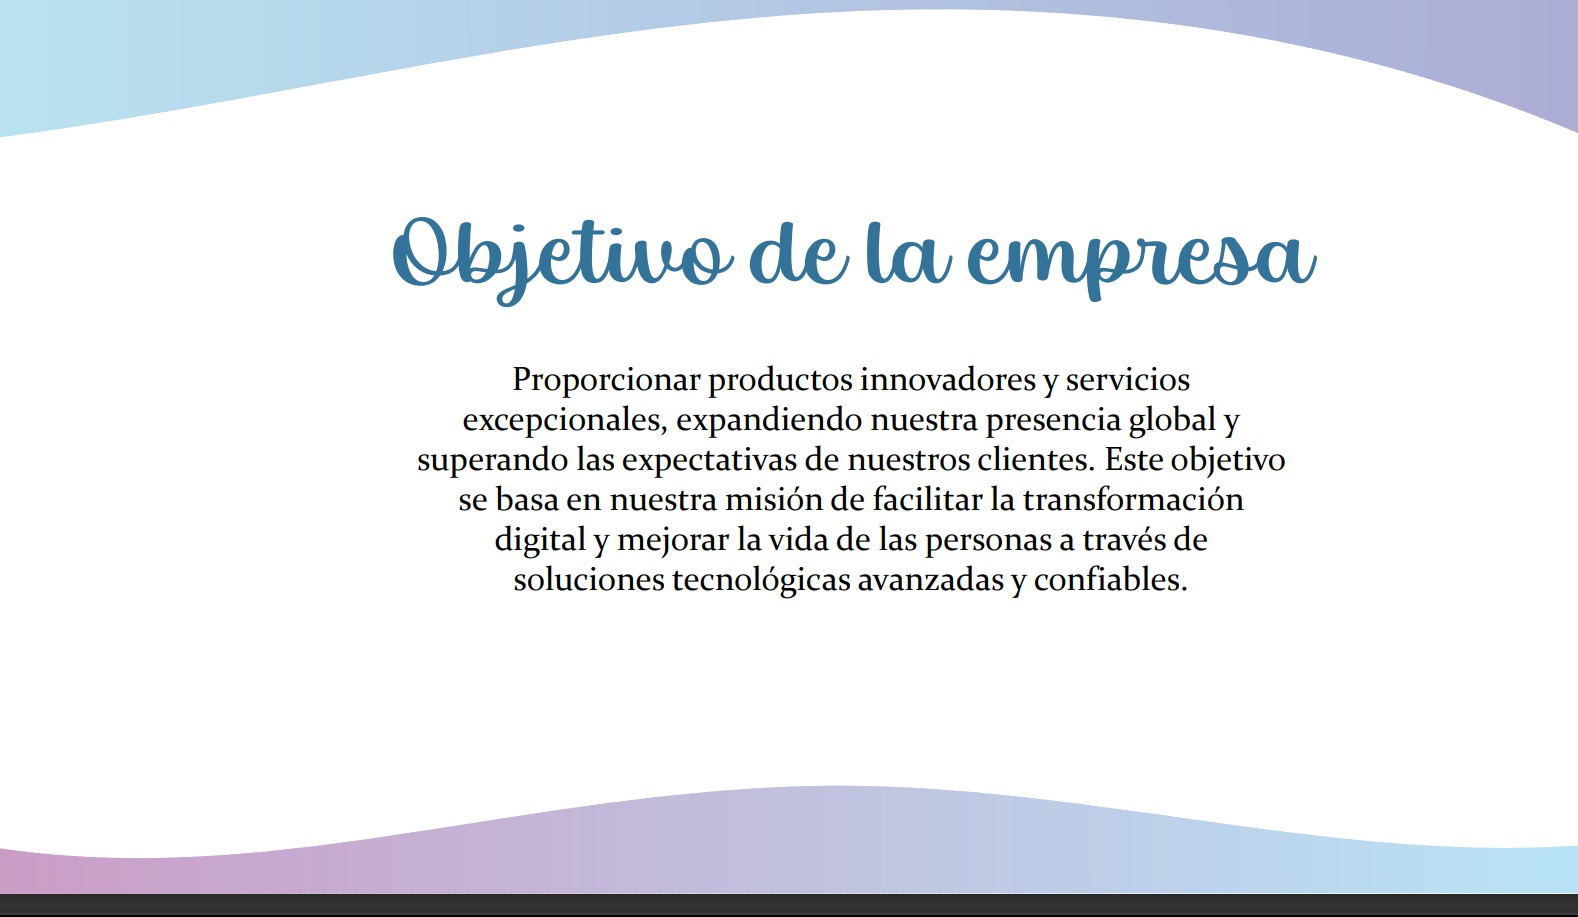 Objetivo de la empresa
Proporcionar productos innovadores y servicios
excepcionales, expandiendo nuestra presencia global y
superando las expectativas de nuestros clientes. Este objetivo
se basa en nuestra misión de facilitar la transformación
digital y mejorar la vida de las personas a través de
soluciones tecnológicas avanzadas y confiables.